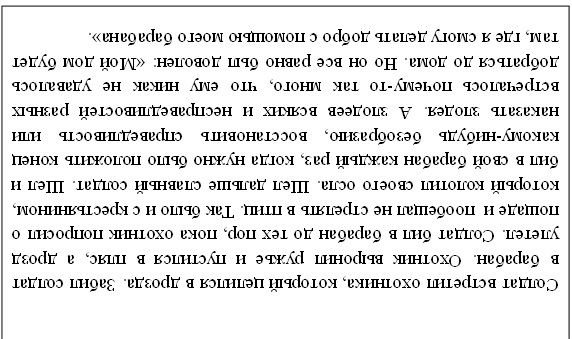 Солдат встретил охотника, который целился в дрозда. Забил солдат
в барабан. Охотник выронил ружье и пустился в пляс, а дрозд
улетел. Солдат бил в барабан до тех пор, пока охотник попросил о
пощаде и пообещал не стрелять в птиц. Так было и с крестьянином,
который колотил своего осла. Шел дальше славный солдат. Шел и
бил в свой барабан каждый раз, когда нужно было положить конец
какому-нибудь безобразию, восстановить справедливость или
наказать злодея. А злодеев всяких и несправедливостей разных
встречалось почему-то так много, что ему никак не удавалось
добраться до дома. Но он все равно был доволен: «Мой дом будет
там, где я смогу делать добро с помощью моего барабана».